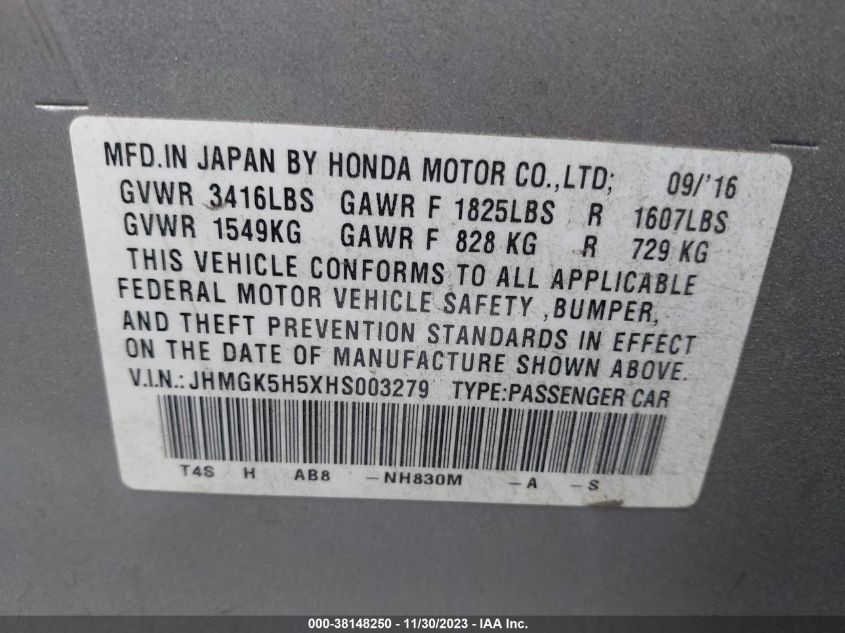 MFD.IN JAPAN BY HONDA MOTOR CO.,LTD; 09/'16
GVWR 3416LBS GAWR F 1825LBS R 1607LBS
GVWR 1549KG GAWR F 828 KG R 729 KG
THIS VEHICLE CONFORMS TO ALL APPLICABLE
FEDERAL MOTOR VEHICLE SAFETY ,BUMPER,
AND THEFT PREVENTION STANDARDS IN EFFECT
ON THE DATE OF MANUFACTURE SHOWN ABOVE.
V.I.N.: JHMGK5H5XHS003279 TYPE:PASSENGER CAR
T4S H AB8 -NH830M -A -S
000-38148250 - 11/30/2023 - IAA Inc.